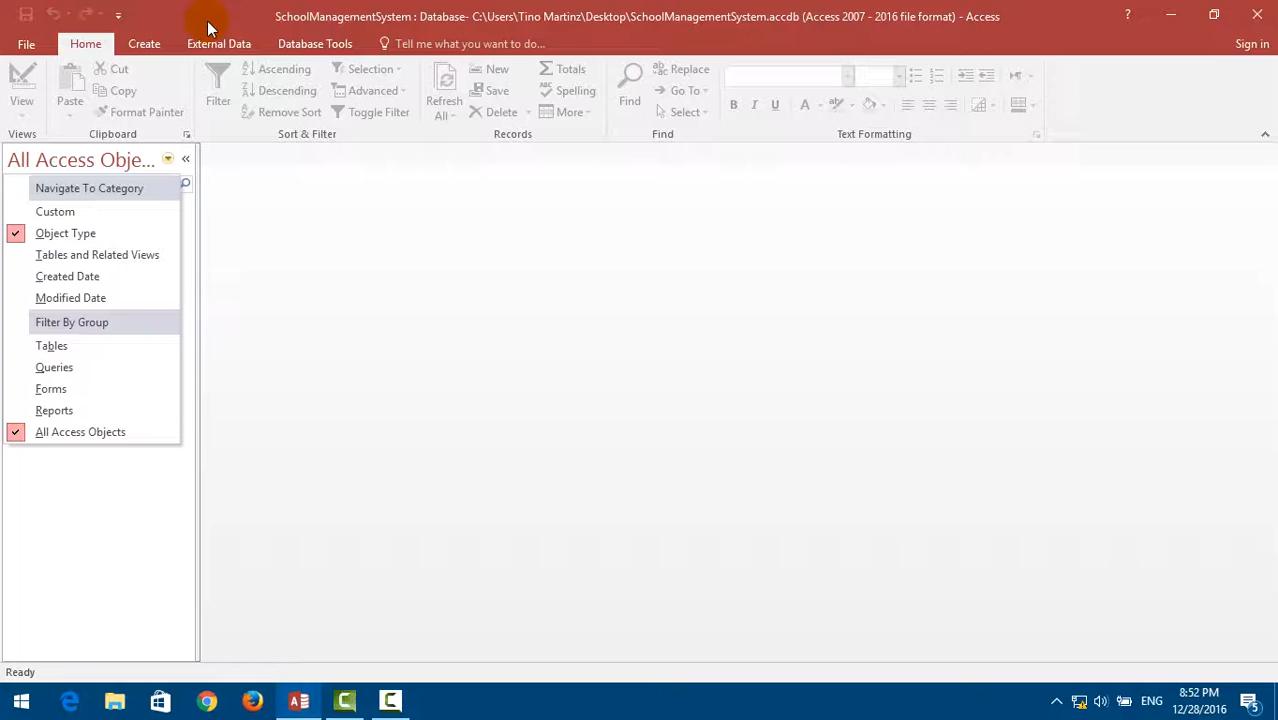 SchoolManagementSystem : Database- C:\Users\Tino Martinz\Desktop\SchoolManagementSystem.accdb (Access 2007 - 2016 file format) - Access
?
File Home Create External Data Database Tools Tell me what you want to do... Sign in
View
Views
Paste
Cut
Copy
Format Painter
Clipboard
Filter
Ascending
Descending
Remove Sort
Selection
Advanced
Toggle Filter
Sort & Filter
Refresh
All
New
Save
Delete
Totals
Spelling
More
Records
Find
Replace
Go To
Select
Find
B I U
A
Text Formatting
All Access Obje...
Navigate To Category
Custom
Object Type
Tables and Related Views
Created Date
Modified Date
Filter By Group
Tables
Queries
Forms
Reports
All Access Objects
Ready
ENG
8:52 PM
12/28/2016
5